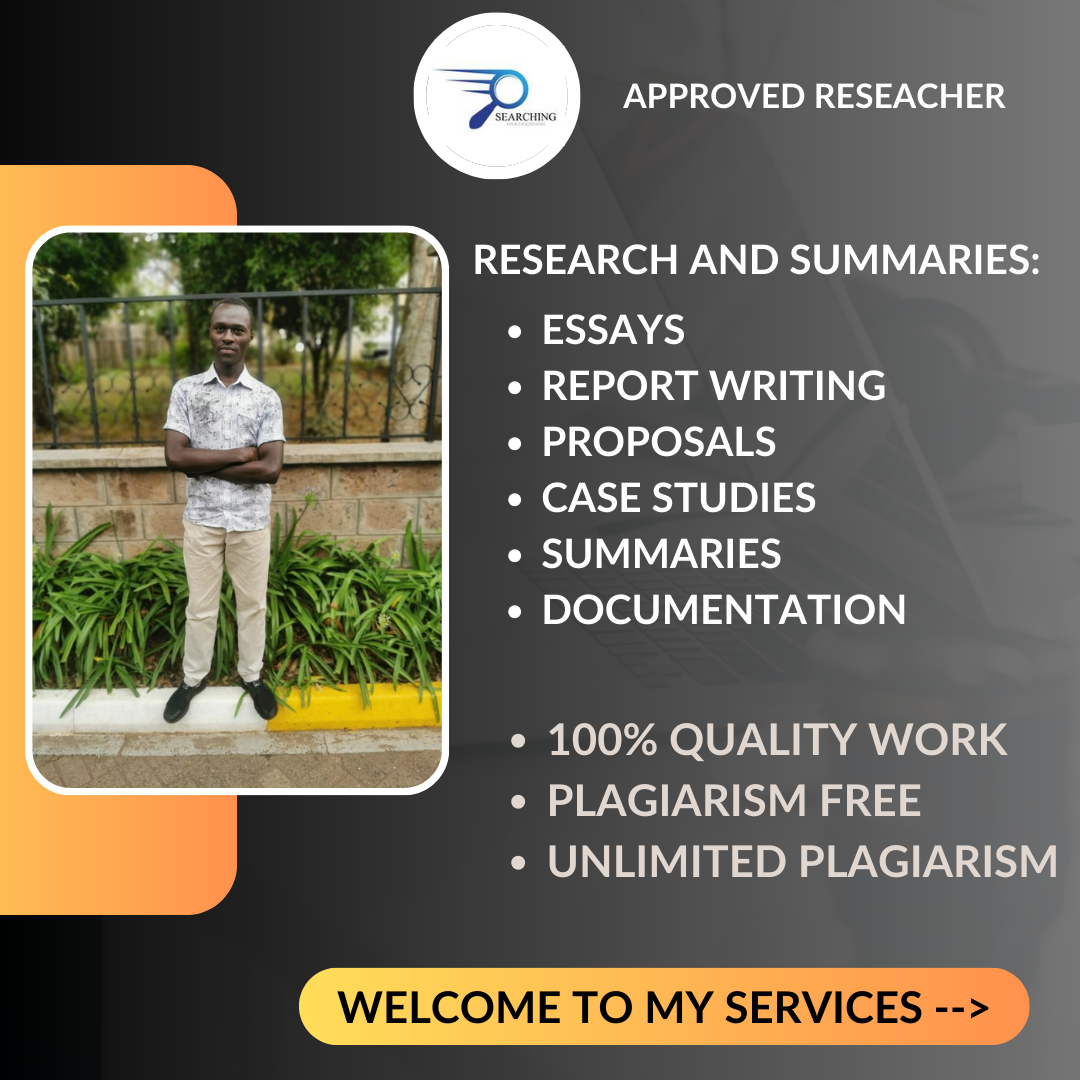 SEARCHING
APPROVED RESEACHER
RESEARCH AND SUMMARIES:
• ESSAYS
• REPORT WRITING
• PROPOSALS
• CASE STUDIES
• SUMMARIES
• DOCUMENTATION
• 100% QUALITY WORK
• PLAGIARISM FREE
• UNLIMITED PLAGIARISM
WELCOME TO MY SERVICES -->